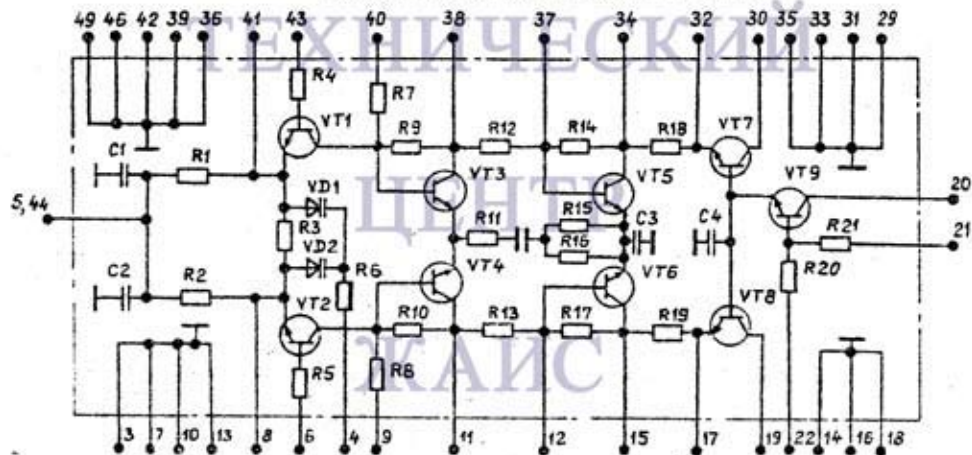 49 46 42 39 36 41 43 40 38 37 34 32 30 35 33 31 29
ТЕХНИЧЕСКИЙ
R4
R7
VT1
R9
R12
R14
R18
VT7
C1
R1
VT3
VT5
VT9
VD1
ЦЕНТР
R15
20
5,44
R3
R11
C3
C4
R21
21
VD2
R16
R6
VT4
VT6
R20
C2
R2
VT2
R10
R13
R17
R19
VT8
ЖАИС
R5
R8
3 7 10 13 8 6 4 9 11 12 15 17 19 22 14 16 18